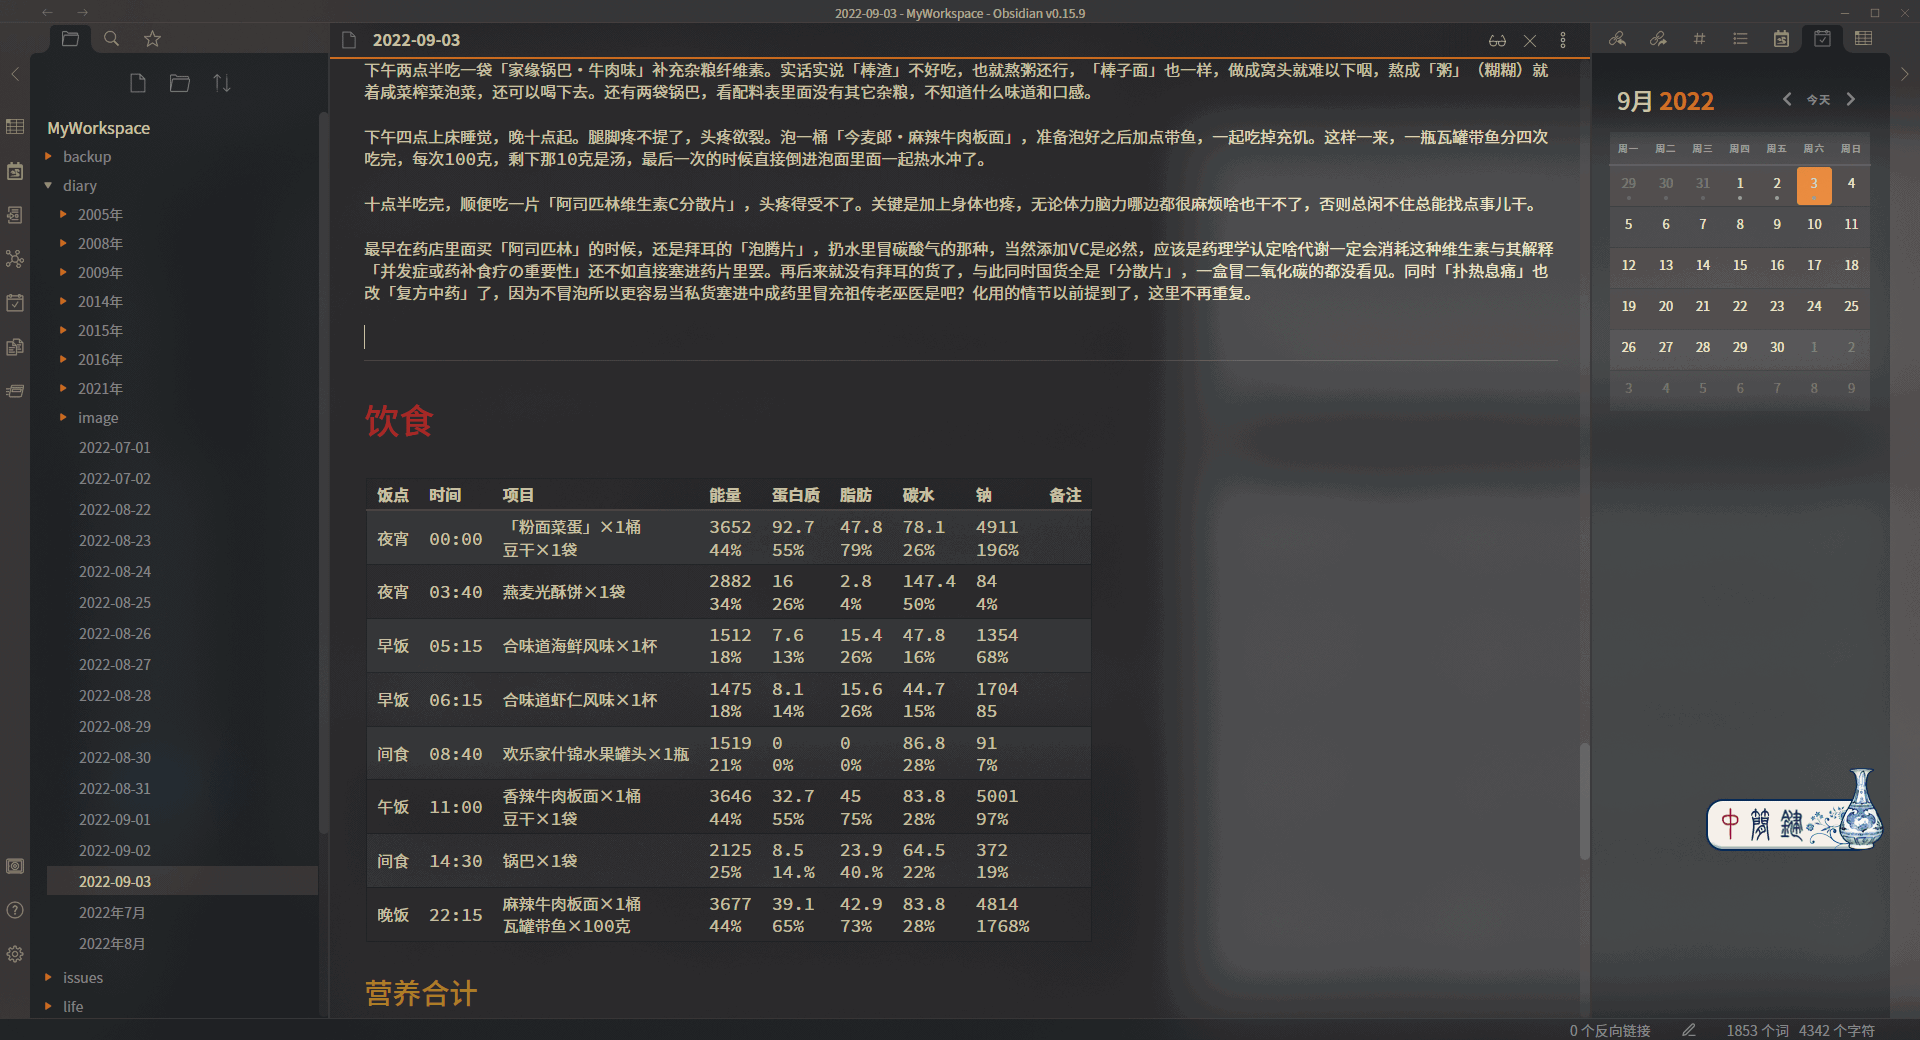 2022-09-03 - MyWorkspace - Obsidian v0.15.9
2022-09-03
MyWorkspace
backup
diary
2005年
2008年
2009年
2014年
2015年
2016年
2021年
image
2022-07-01
2022-07-02
2022-08-22
2022-08-23
2022-08-24
2022-08-25
2022-08-26
2022-08-27
2022-08-28
2022-08-29
2022-08-30
2022-08-31
2022-09-01
2022-09-02
2022-09-03
2022年7月
2022年8月
issues
life
下午两点半吃一袋「家缘锅巴·牛肉味」补充杂粮纤维素。实话实说「棒渣」不好吃，也就熬粥还行，「棒子面」也一样，做成窝头就难以下咽，熬成「粥」（糊糊）就
着咸菜榨菜泡菜，还可以喝下去。还有两袋锅巴，看配料表里面没有其它杂粮，不知道什么味道和口感。
下午四点上床睡觉，晚十点起。腿脚疼不提了，头疼欲裂。泡一桶「今麦郎·麻辣牛肉板面」，准备泡好之后加点带鱼，一起吃掉充饥。这样一来，一瓶瓦罐带鱼分四次
吃完，每次100克，剩下那10克是汤，最后一次的时候直接倒进泡面里面一起热水冲了。
十点半吃完，顺便吃一片「阿司匹林维生素C分散片」，头疼得受不了。关键是加上身体也疼，无论体力脑力哪边都很麻烦啥也干不了，否则总闲不住总能找点事儿干。
最早在药店里面买「阿司匹林」的时候，还是拜耳的「泡腾片」，扔水里冒碳酸气的那种，当然添加VC是必然，应该是药理学认定啥代谢一定会消耗这种维生素与其解释
「并发症或药补食疗の重要性」还不如直接塞进药片里罢。再后来就没有拜耳的货了，与此同时国货全是「分散片」，一盒冒二氧化碳的都没看见。同时「扑热息痛」也
改「复方中药」了，因为不冒泡所以更容易当私货塞进中成药里冒充祖传老巫医是吧？化用的情节以前提到了，这里不再重复。
饮食
饭点 时间 项目 能量 蛋白质 脂肪 碳水 钠 备注
夜宵 00:00 「粉面菜蛋」×1桶 3652 92.7 47.8 78.1 4911
豆干×1袋 44% 55% 79% 26% 196%
夜宵 03:40 燕麦光酥饼×1袋 2882 16 2.8 147.4 84
34% 26% 4% 50% 4%
早饭 05:15 合味道海鲜风味×1杯 1512 7.6 15.4 47.8 1354
18% 13% 26% 16% 68%
早饭 06:15 合味道虾仁风味×1杯 1475 8.1 15.6 44.7 1704
18% 14% 26% 15% 85
间食 08:40 欢乐家什锦水果罐头×1瓶 1519 0 0 86.8 91
21% 0% 0% 28% 7%
午饭 11:00 香辣牛肉板面×1桶 3646 32.7 45 83.8 5001
豆干×1袋 44% 55% 75% 28% 97%
间食 14:30 锅巴×1袋 2125 8.5 23.9 64.5 372
25% 14.% 40.% 22% 19%
晚饭 22:15 麻辣牛肉板面×1桶 3677 39.1 42.9 83.8 4814
瓦罐带鱼×100克 44% 65% 73% 28% 1768%
营养合计
9月 2022 今天
周一 周二 周三 周四 周五 周六 周日
29 30 31 1 2 3 4
5 6 7 8 9 10 11
12 13 14 15 16 17 18
19 20 21 22 23 24 25
26 27 28 29 30 1 2
3 4 5 6 7 8 9
中 简 键
0 个反向链接 1853 个词 4342 个字符